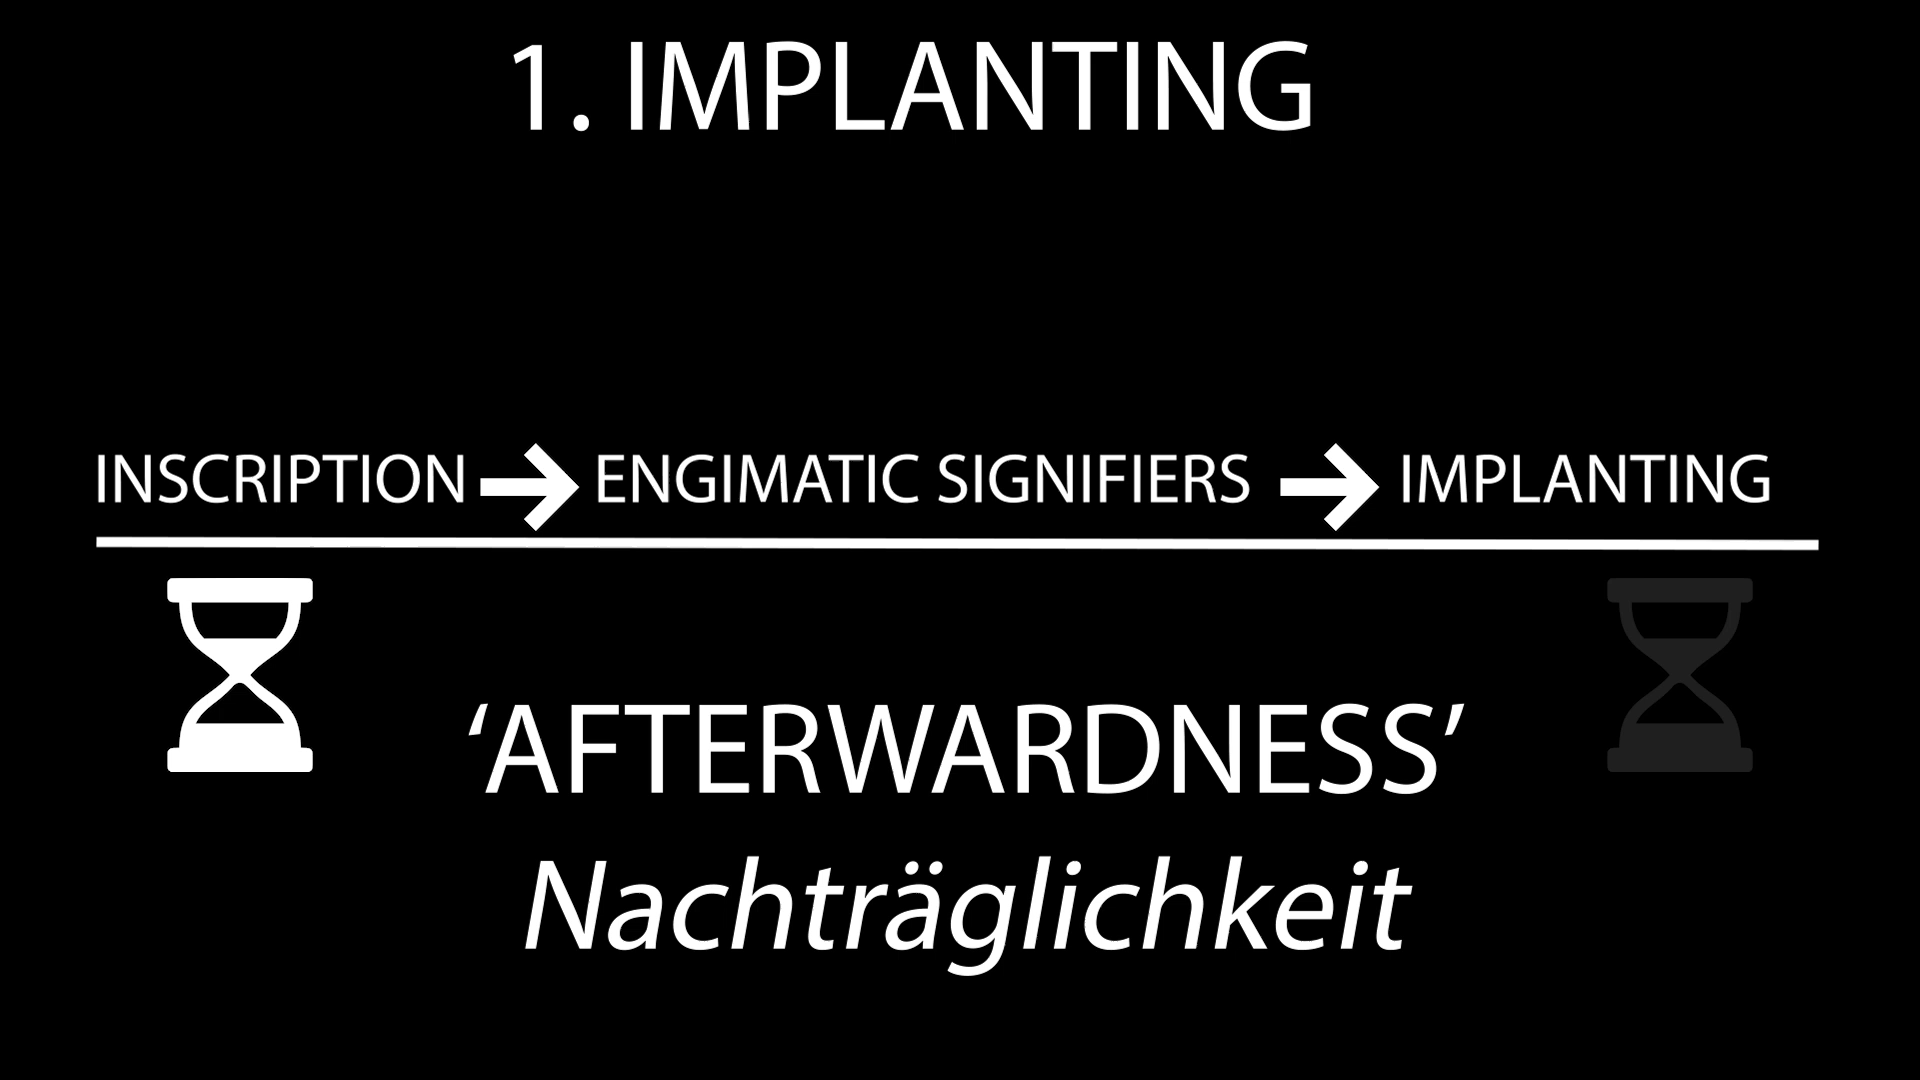 1. IMPLANTING
INSCRIPTION → ENGIMATIC SIGNIFIERS → IMPLANTING
‘AFTERWARDNESS’
Nachträglichkeit